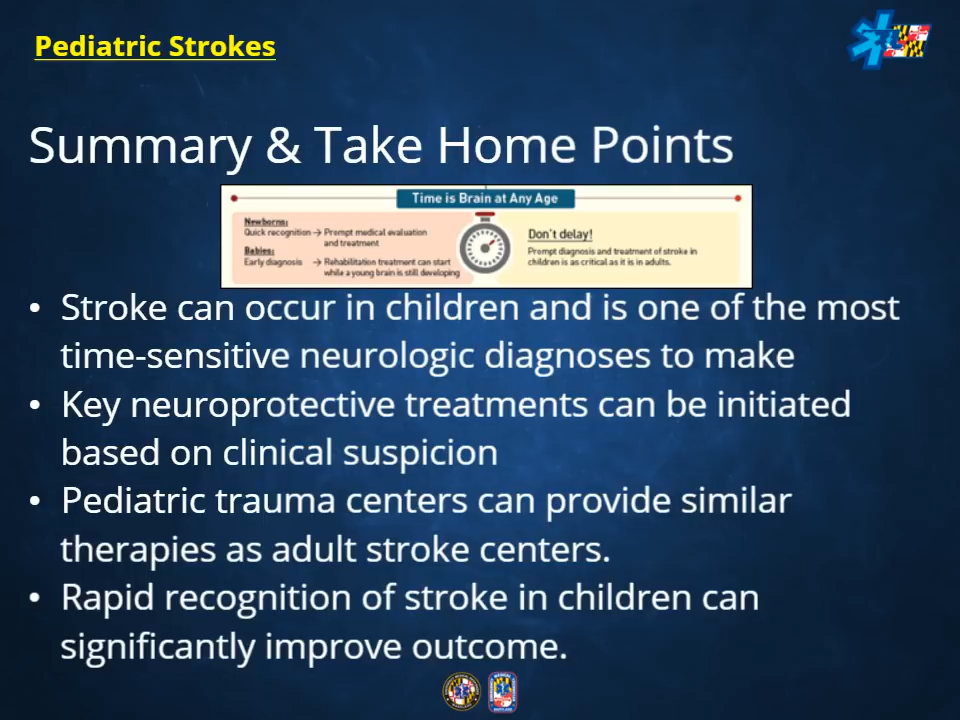 Pediatric Strokes
Summary & Take Home Points
Time is Brain at Any Age
Newborns:
Quick recognition → Prompt medical evaluation
and treatment
Babies:
Early diagnosis → Rehabilitation treatment can start
while a young brain is still developing
Don't delay!
Prompt diagnosis and treatment of stroke in
children is as critical as it is in adults.
• Stroke can occur in children and is one of the most
time-sensitive neurologic diagnoses to make
• Key neuroprotective treatments can be initiated
based on clinical suspicion
• Pediatric trauma centers can provide similar
therapies as adult stroke centers.
• Rapid recognition of stroke in children can
significantly improve outcome.